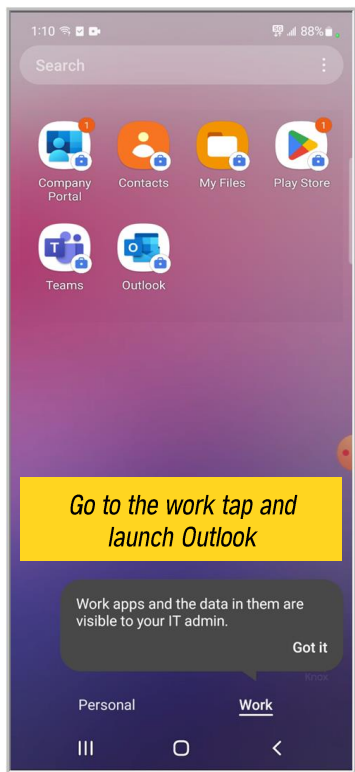 1:10 88%
Search
1 1
Company Contacts My Files Play Store
Portal
Teams Outlook
Go to the work tap and
launch Outlook
Work apps and the data in them are
visible to your IT admin.
Got it
Knox
Personal Work